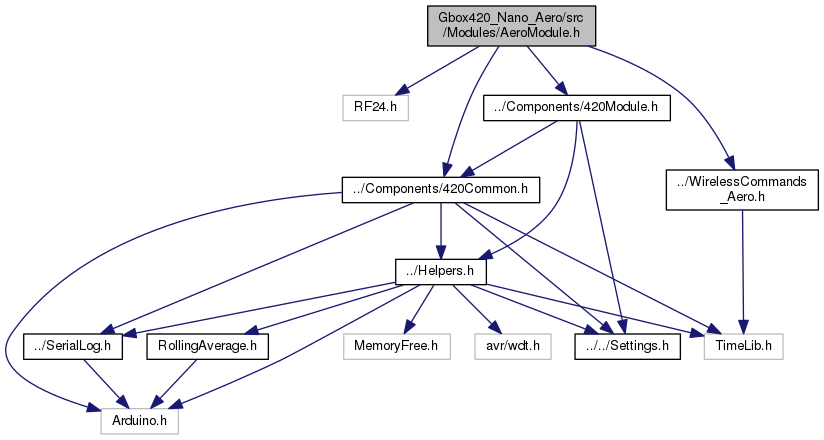 Gbox420_Nano_Aero/src
/Modules/AeroModule.h
RF24.h
../Components/420Module.h
../Components/420Common.h
../WirelessCommands
_Aero.h
../Helpers.h
../SerialLog.h
RollingAverage.h
MemoryFree.h
avr/wdt.h
../../Settings.h
TimeLib.h
Arduino.h